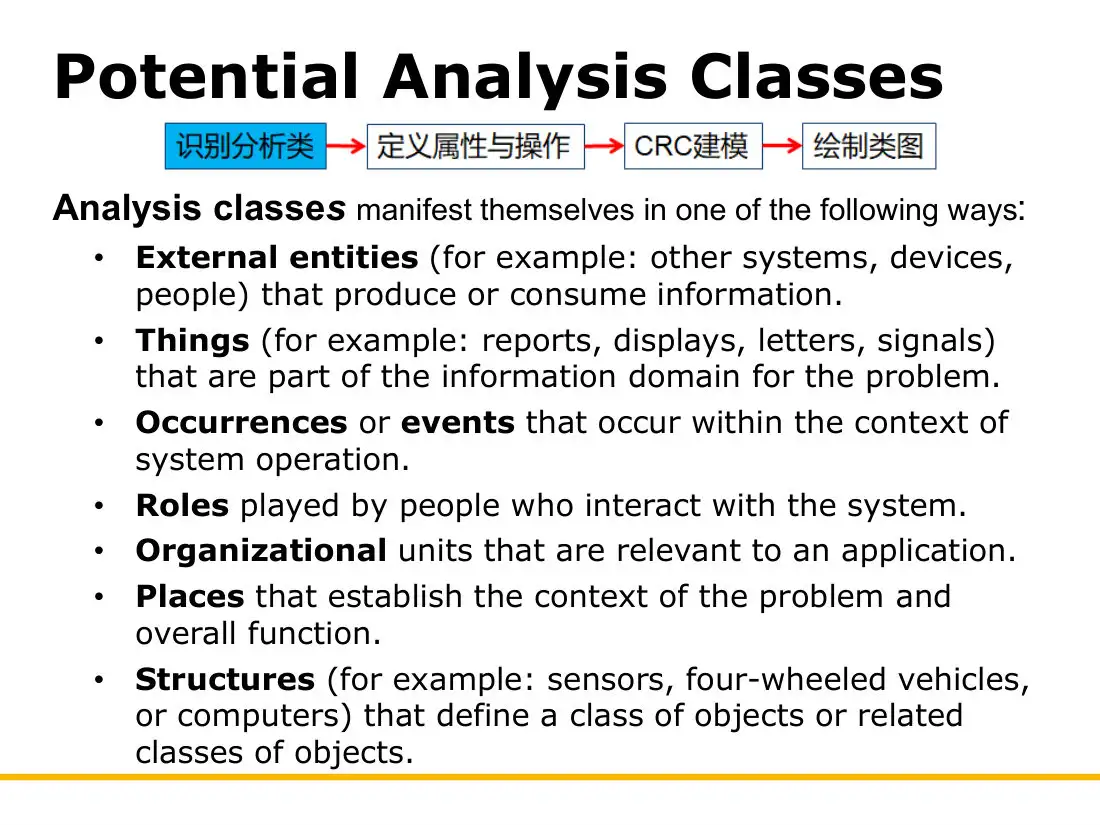 Potential Analysis Classes
识别分析类 定义属性与操作 CRC建模 绘制类图
Analysis classes manifest themselves in one of the following ways:
• External entities (for example: other systems, devices,
people) that produce or consume information.
• Things (for example: reports, displays, letters, signals)
that are part of the information domain for the problem.
• Occurrences or events that occur within the context of
system operation.
• Roles played by people who interact with the system.
• Organizational units that are relevant to an application.
• Places that establish the context of the problem and
overall function.
• Structures (for example: sensors, four-wheeled vehicles,
or computers) that define a class of objects or related
classes of objects.